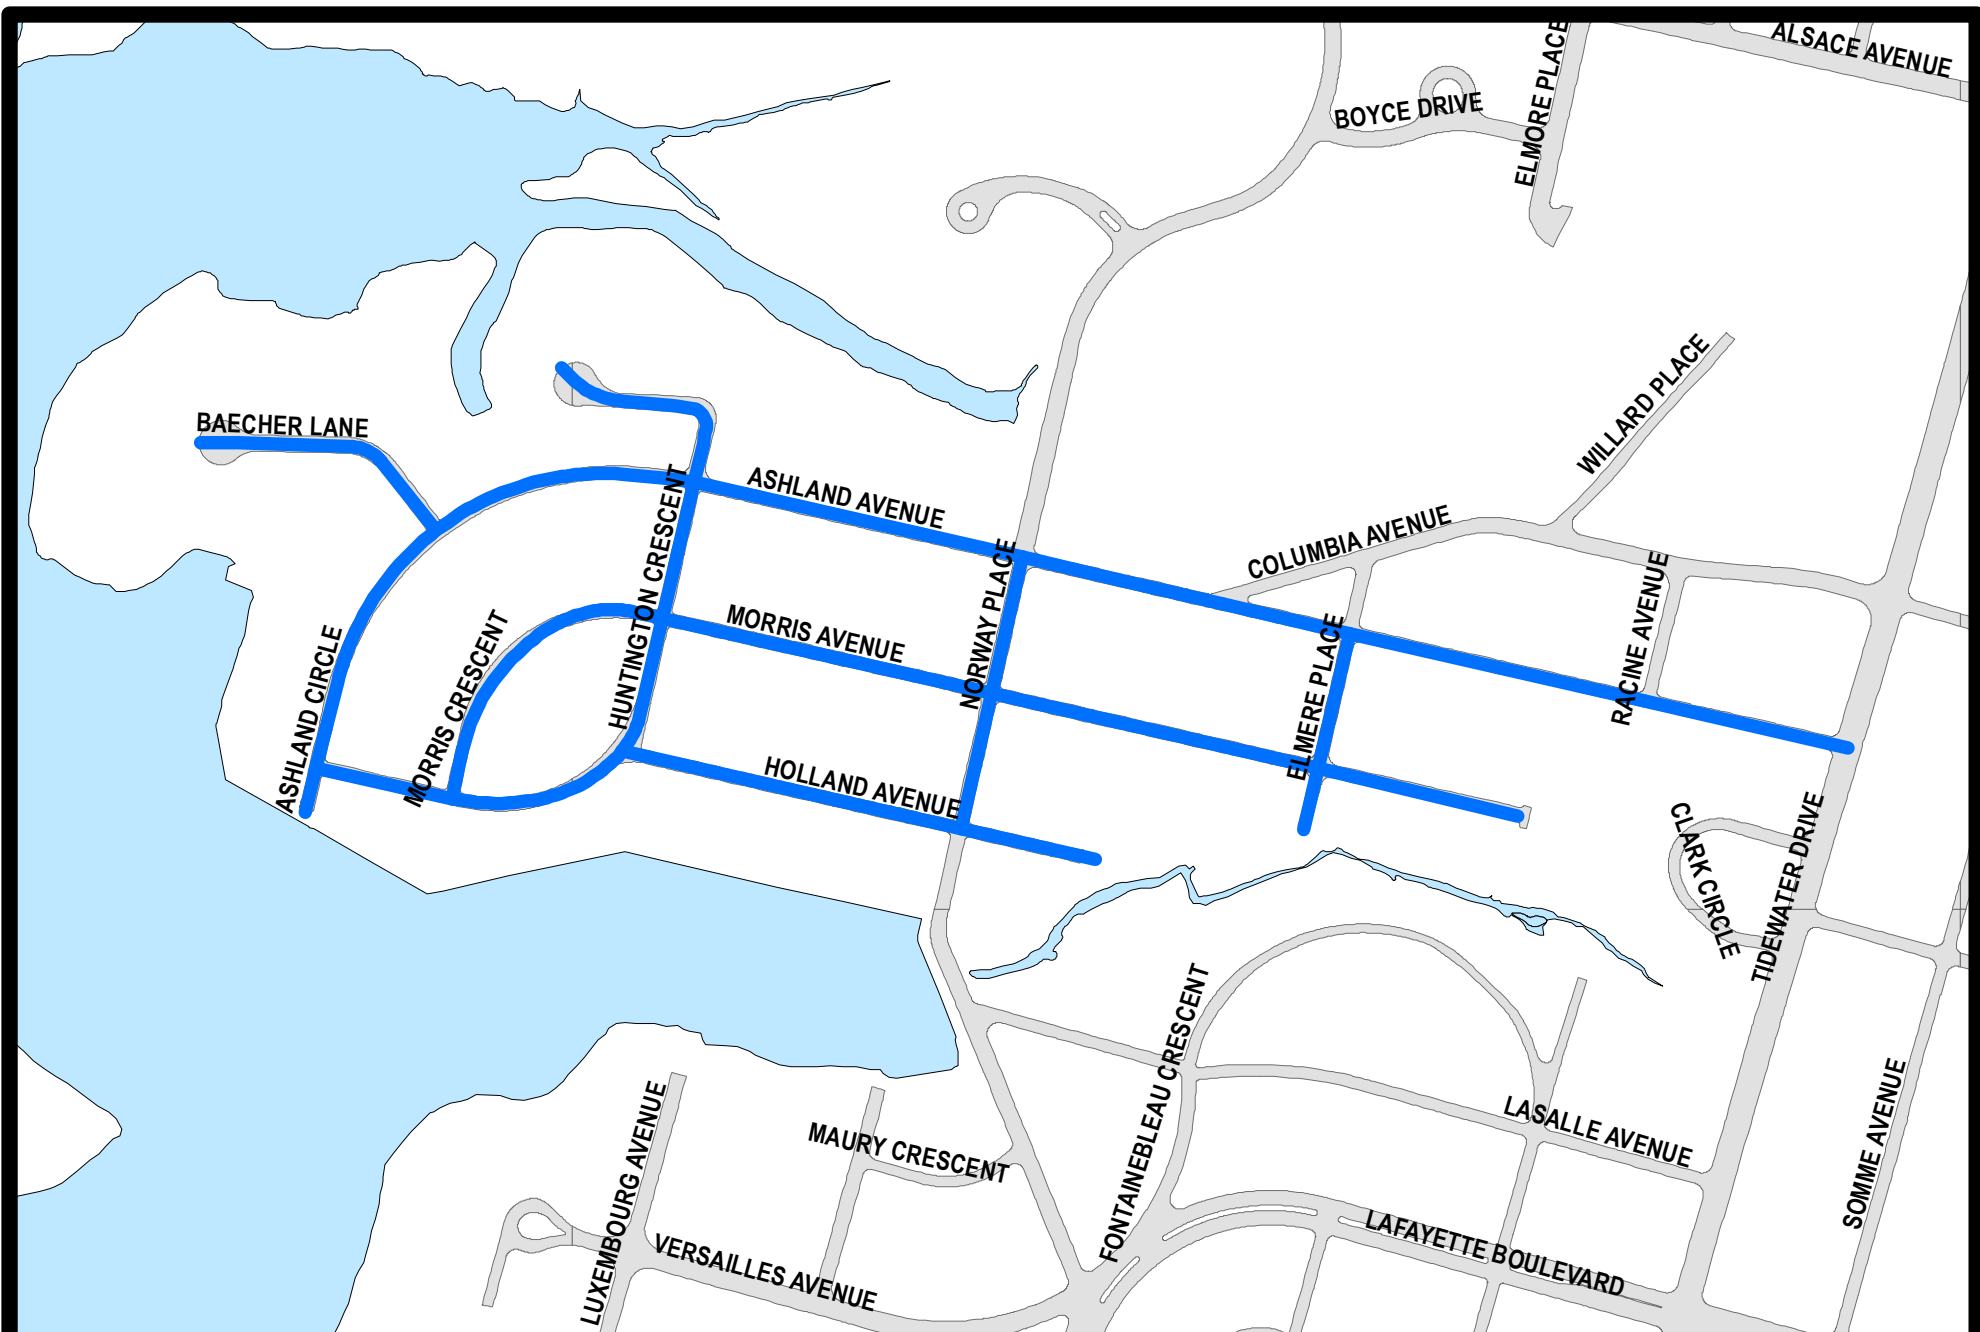 ALSACE AVENUE
ELMORE PLACE
BOYCE DRIVE
WILLARD PLACE
BAECHER LANE
ASHLAND AVENUE
COLUMBIA AVENUE
HUNTINGTON CRESCENT
NORWAY PLACE
RACINE AVENUE
MORRIS AVENUE
MORRIS CRESCENT
ASHLAND CIRCLE
ELMERE PLACE
HOLLAND AVENUE
CLARK CIRCLE
TIDEWATER DRIVE
FONTAINEBLEAU CRESCENT
LASALLE AVENUE
SOMME AVENUE
LUXEMBOURG AVENUE
MAURY CRESCENT
LAFAYETTE BOULEVARD
VERSAILLES AVENUE